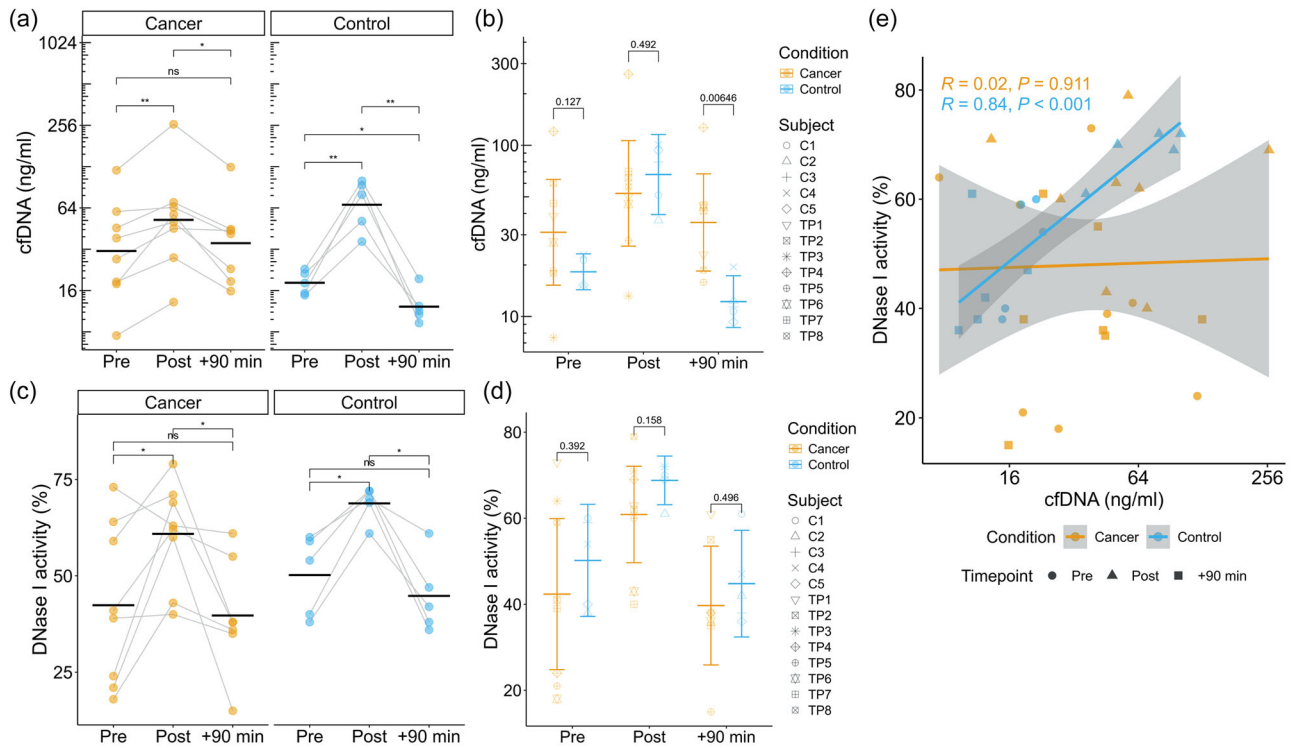 (a)
Cancer
Control
cfDNA (ng/ml)
1024
256
64
16
*
ns
**
**
*
**
Pre
Post
+90 min
Pre
Post
+90 min
(b)
cfDNA (ng/ml)
300
100
30
10
0.127
0.492
0.00646
Pre
Post
+90 min
Condition
Cancer
Control
Subject
C1
C2
C3
C4
C5
TP1
TP2
TP3
TP4
TP5
TP6
TP7
TP8
(c)
Cancer
Control
DNase I activity (%)
75
50
25
*
ns
*
*
ns
*
Pre
Post
+90 min
Pre
Post
+90 min
(d)
DNase I activity (%)
80
60
40
20
0.392
0.158
0.496
Pre
Post
+90 min
Condition
Cancer
Control
Subject
C1
C2
C3
C4
C5
TP1
TP2
TP3
TP4
TP5
TP6
TP7
TP8
(e)
R = 0.02, P = 0.911
R = 0.84, P < 0.001
DNase I activity (%)
80
60
40
20
16
64
256
cfDNA (ng/ml)
Condition Cancer Control
Timepoint Pre Post +90 min